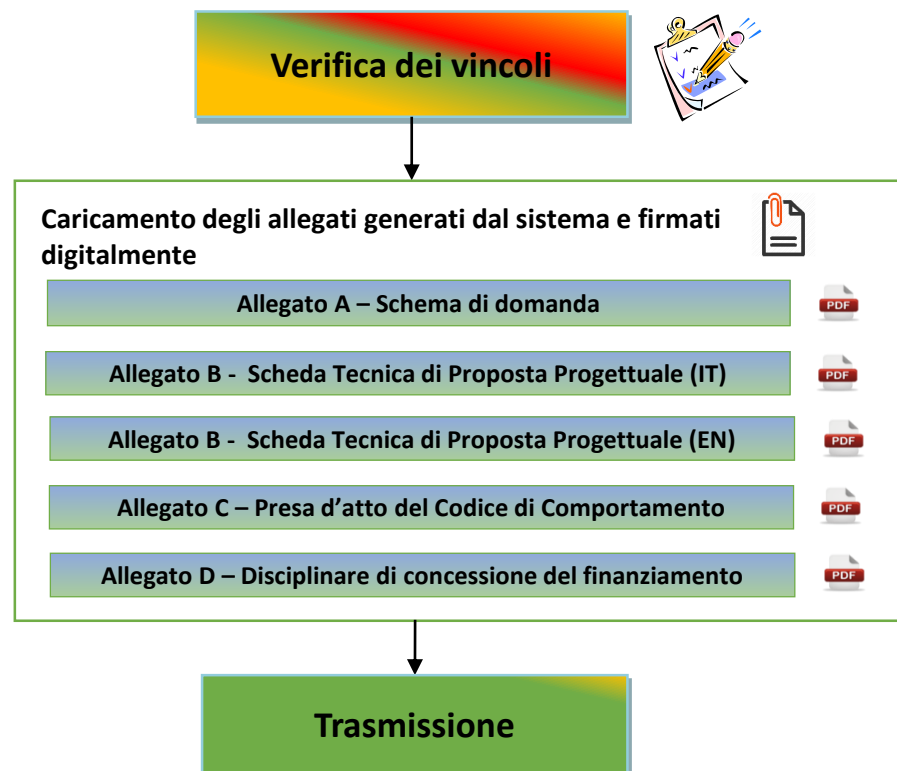 Verifica dei vincoli
Caricamento degli allegati generati dal sistema e firmati
digitalmente
Allegato A – Schema di domanda
PDF
Allegato B - Scheda Tecnica di Proposta Progettuale (IT)
PDF
Allegato B - Scheda Tecnica di Proposta Progettuale (EN)
PDF
Allegato C – Presa d'atto del Codice di Comportamento
PDF
Allegato D – Disciplinare di concessione del finanziamento
PDF
Trasmissione